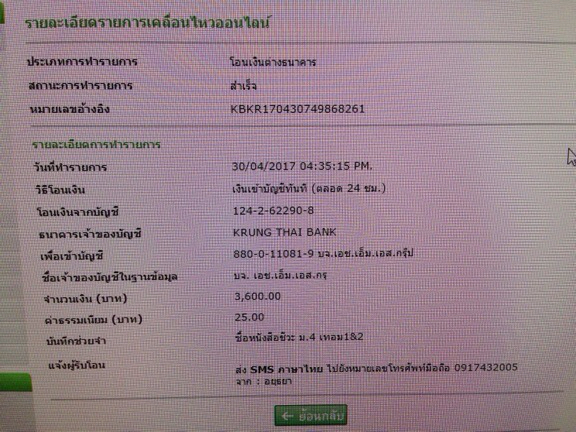 รายละเอียดรายการเคลื่อนไหวออนไลน์
ประเภทการทำรายการ โอนเงินต่างธนาคาร
สถานะการทำรายการ สำเร็จ
หมายเลขอ้างอิง KBKR170430749868261
รายละเอียดการทำรายการ
วันที่ทำรายการ 30/04/2017 04:35:15 PM.
วิธีโอนเงิน เงินเข้าบัญชีทันที (ตลอด 24 ชม.)
โอนเงินจากบัญชี 124-2-62290-8
ธนาคารเจ้าของบัญชี KRUNG THAI BANK
เพื่อเข้าบัญชี 880-0-11081-9 บจ.เอช.เอ็ม.เอส.กรุ๊ป
ชื่อเจ้าของบัญชีในฐานข้อมูล บจ. เอช.เอ็ม.เอส.กรุ
จำนวนเงิน (บาท) 3,600.00
ค่าธรรมเนียม (บาท) 25.00
บันทึกช่วยจำ ซื้อหนังสือชีวะ ม.4 เทอม1&2
แจ้งผู้รับโอน ส่ง SMS ภาษาไทย ไปยังหมายเลขโทรศัพท์มือถือ 0917432005
จาก : อยุธยา
← ย้อนกลับ